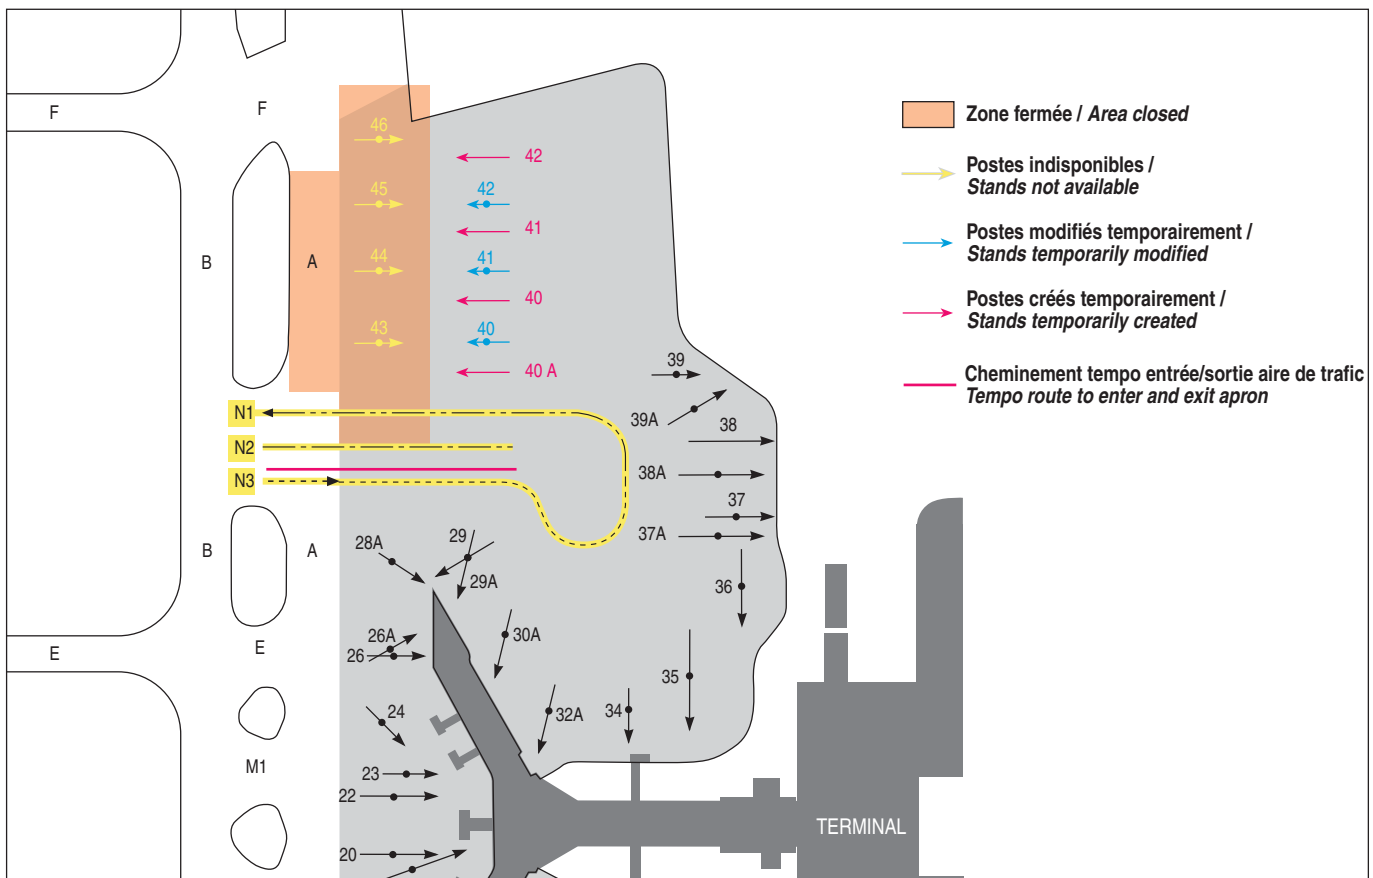 F
F
46
42
45
42
41
B
A
44
41
40
43
40
40 A
39
N1
39A
38
N2
N3
38A
37
37A
B
A
28A
29
29A
36
26A
26
30A
E
E
35
24
32A
34
M1
23
22
20
TERMINAL
Zone fermée / Area closed
Postes indisponibles /
Stands not available
Postes modifiés temporairement /
Stands temporarily modified
Postes créés temporairement /
Stands temporarily created
Cheminement tempo entrée/sortie aire de trafic
Tempo route to enter and exit apron